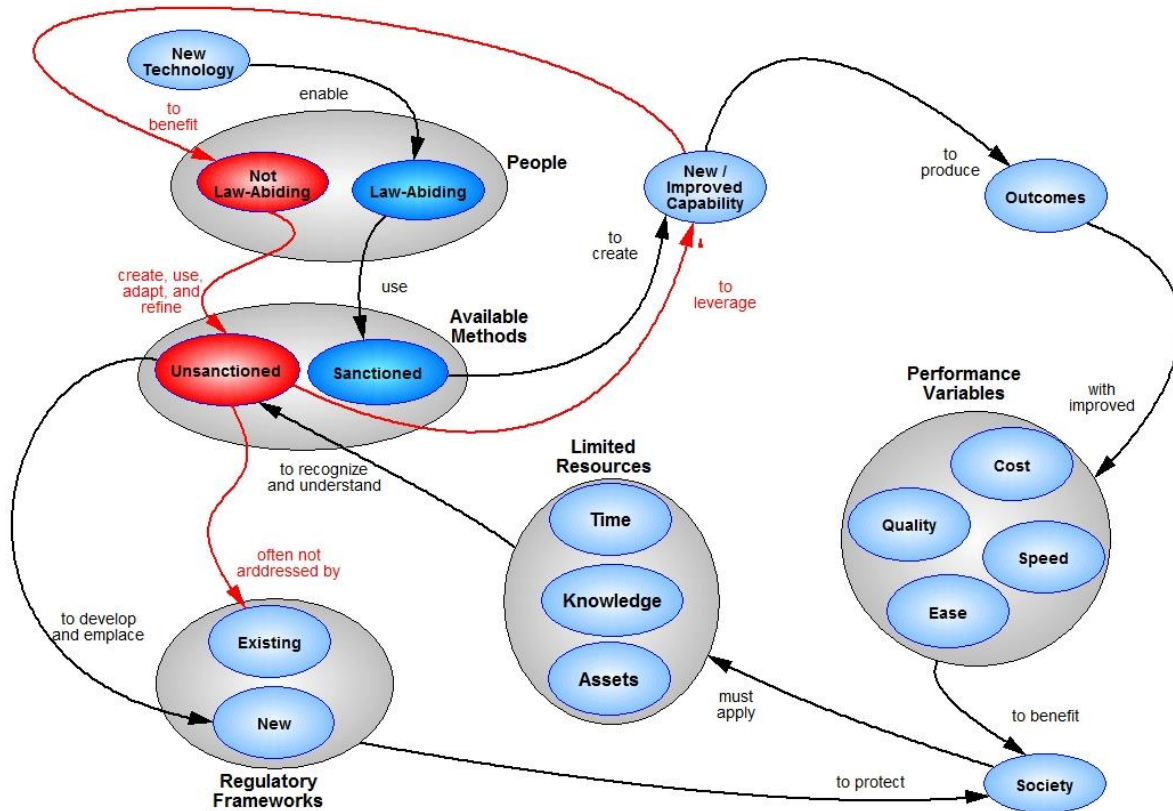 New
Technology
enable
to
benefit
People
Not
Law-Abiding
Law-Abiding
New /
Improved
Capability
to
produce
Outcomes
to
create
create, use,
adapt, and
refine
use
to
leverage
Available
Methods
Unsanctioned
Sanctioned
Performance
Variables
with
improved
Cost
Quality
Speed
Ease
Limited
Resources
to recognize
and understand
Time
Knowledge
Assets
often not
arddressed by
to develop
and emplace
Existing
New
Regulatory
Frameworks
must
apply
to benefit
to protect
Society